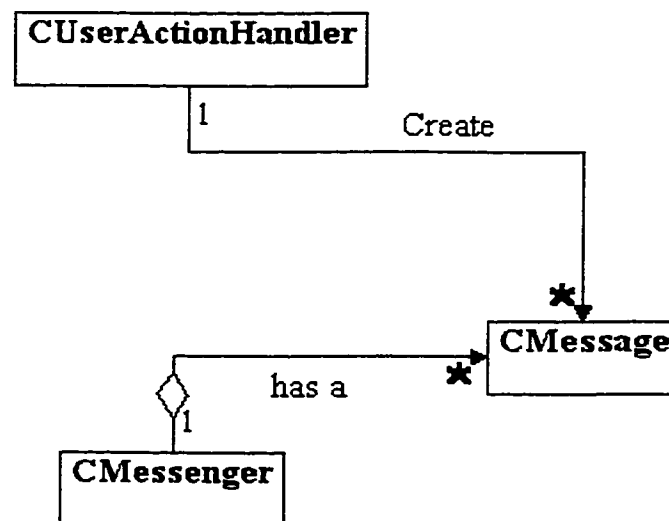 CUserActionHandler
1
Create
*
CMessage
*
has a
1
CMessenger